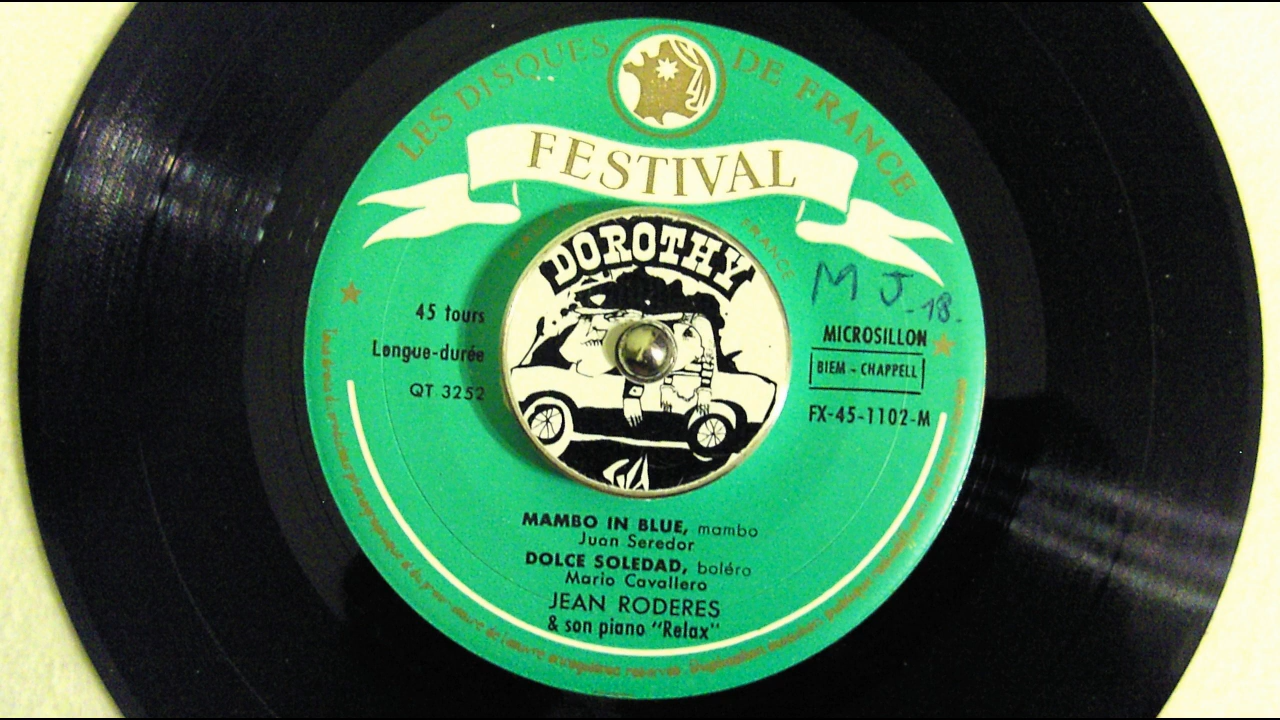 LES DISQUES DE FRANCE
FESTIVAL
FRANCE
DOROTHY
M J-18-
45 tours
Longue-durée
QT 3252
MICROSILLON
BIEM - CHAPPELL
FX-45-1102-M
MAMBO IN BLUE, mambo
Juan Seredor
DOLCE SOLEDAD, boléro
Mario Cavallero
JEAN RODERES
& son piano "Relax"